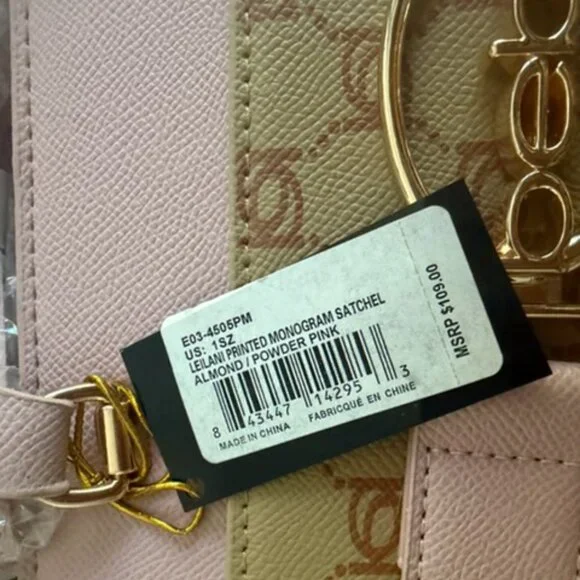 E03-4505PM
US: 1SZ
LEILANI PRINTED MONOGRAM SATCHEL
ALMOND / POWDER PINK
8 43447 14295 3
MADE IN CHINA FABRIQUÉ EN CHINE
MSRP $109.00
beb